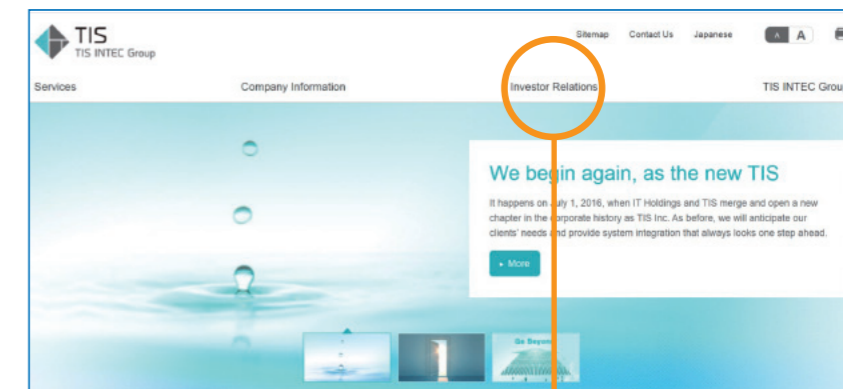 TIS
TIS INTEC Group
Sitemap Contact Us Japanese A A
Services Company Information Investor Relations TIS INTEC Grou
We begin again, as the new TIS
It happens on July 1, 2016, when IT Holdings and TIS merge and open a new
chapter in the corporate history as TIS Inc. As before, we will anticipate our
clients' needs and provide system integration that always looks one step ahead.
More
Go Beyond